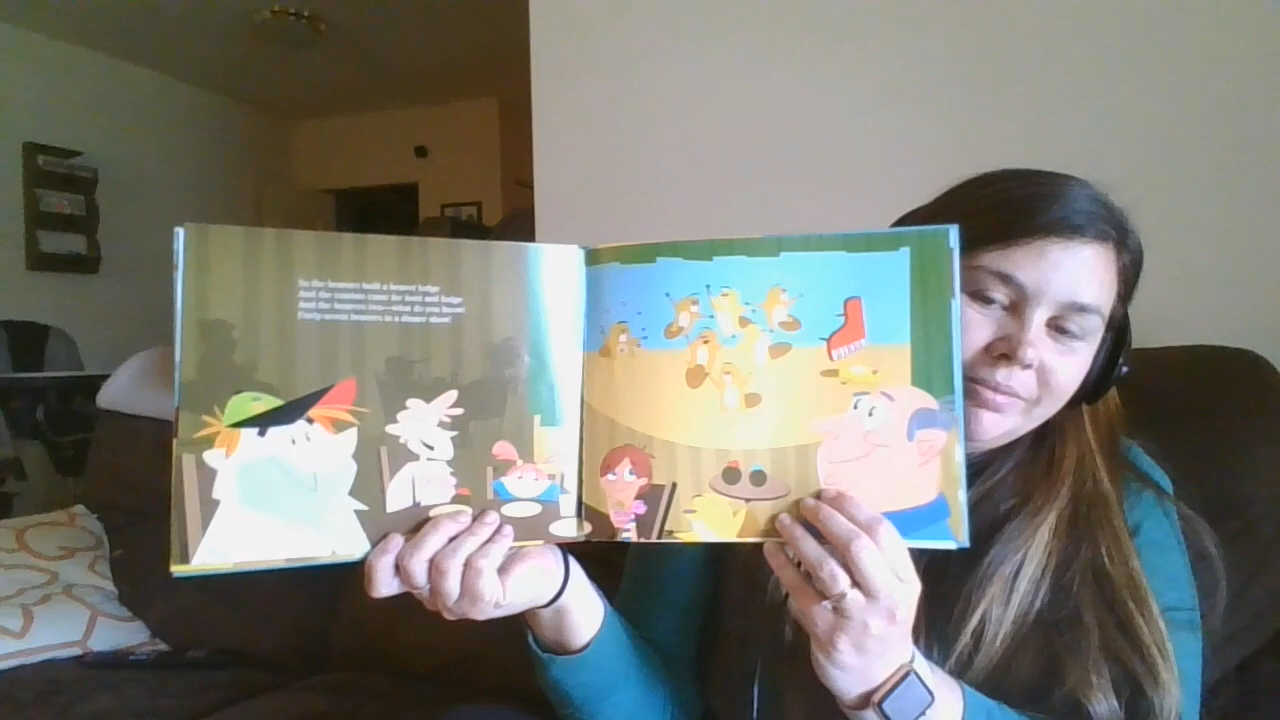 So the beavers built a beaver lodge
And the tourists came for food and lodge
And the beavers two—what do you know!
Forty-seven beavers in a dinner show!